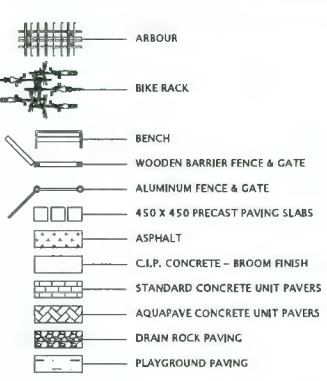 ARBOUR
BIKE RACK
BENCH
WOODEN BARRIER FENCE & GATE
ALUMINUM FENCE & GATE
450 X 450 PRECAST PAVING SLABS
ASPHALT
C.I.P. CONCRETE - BROOM FINISH
STANDARD CONCRETE UNIT PAVERS
AQUAPAVE CONCRETE UNIT PAVERS
DRAIN ROCK PAVING
PLAYGROUND PAVING